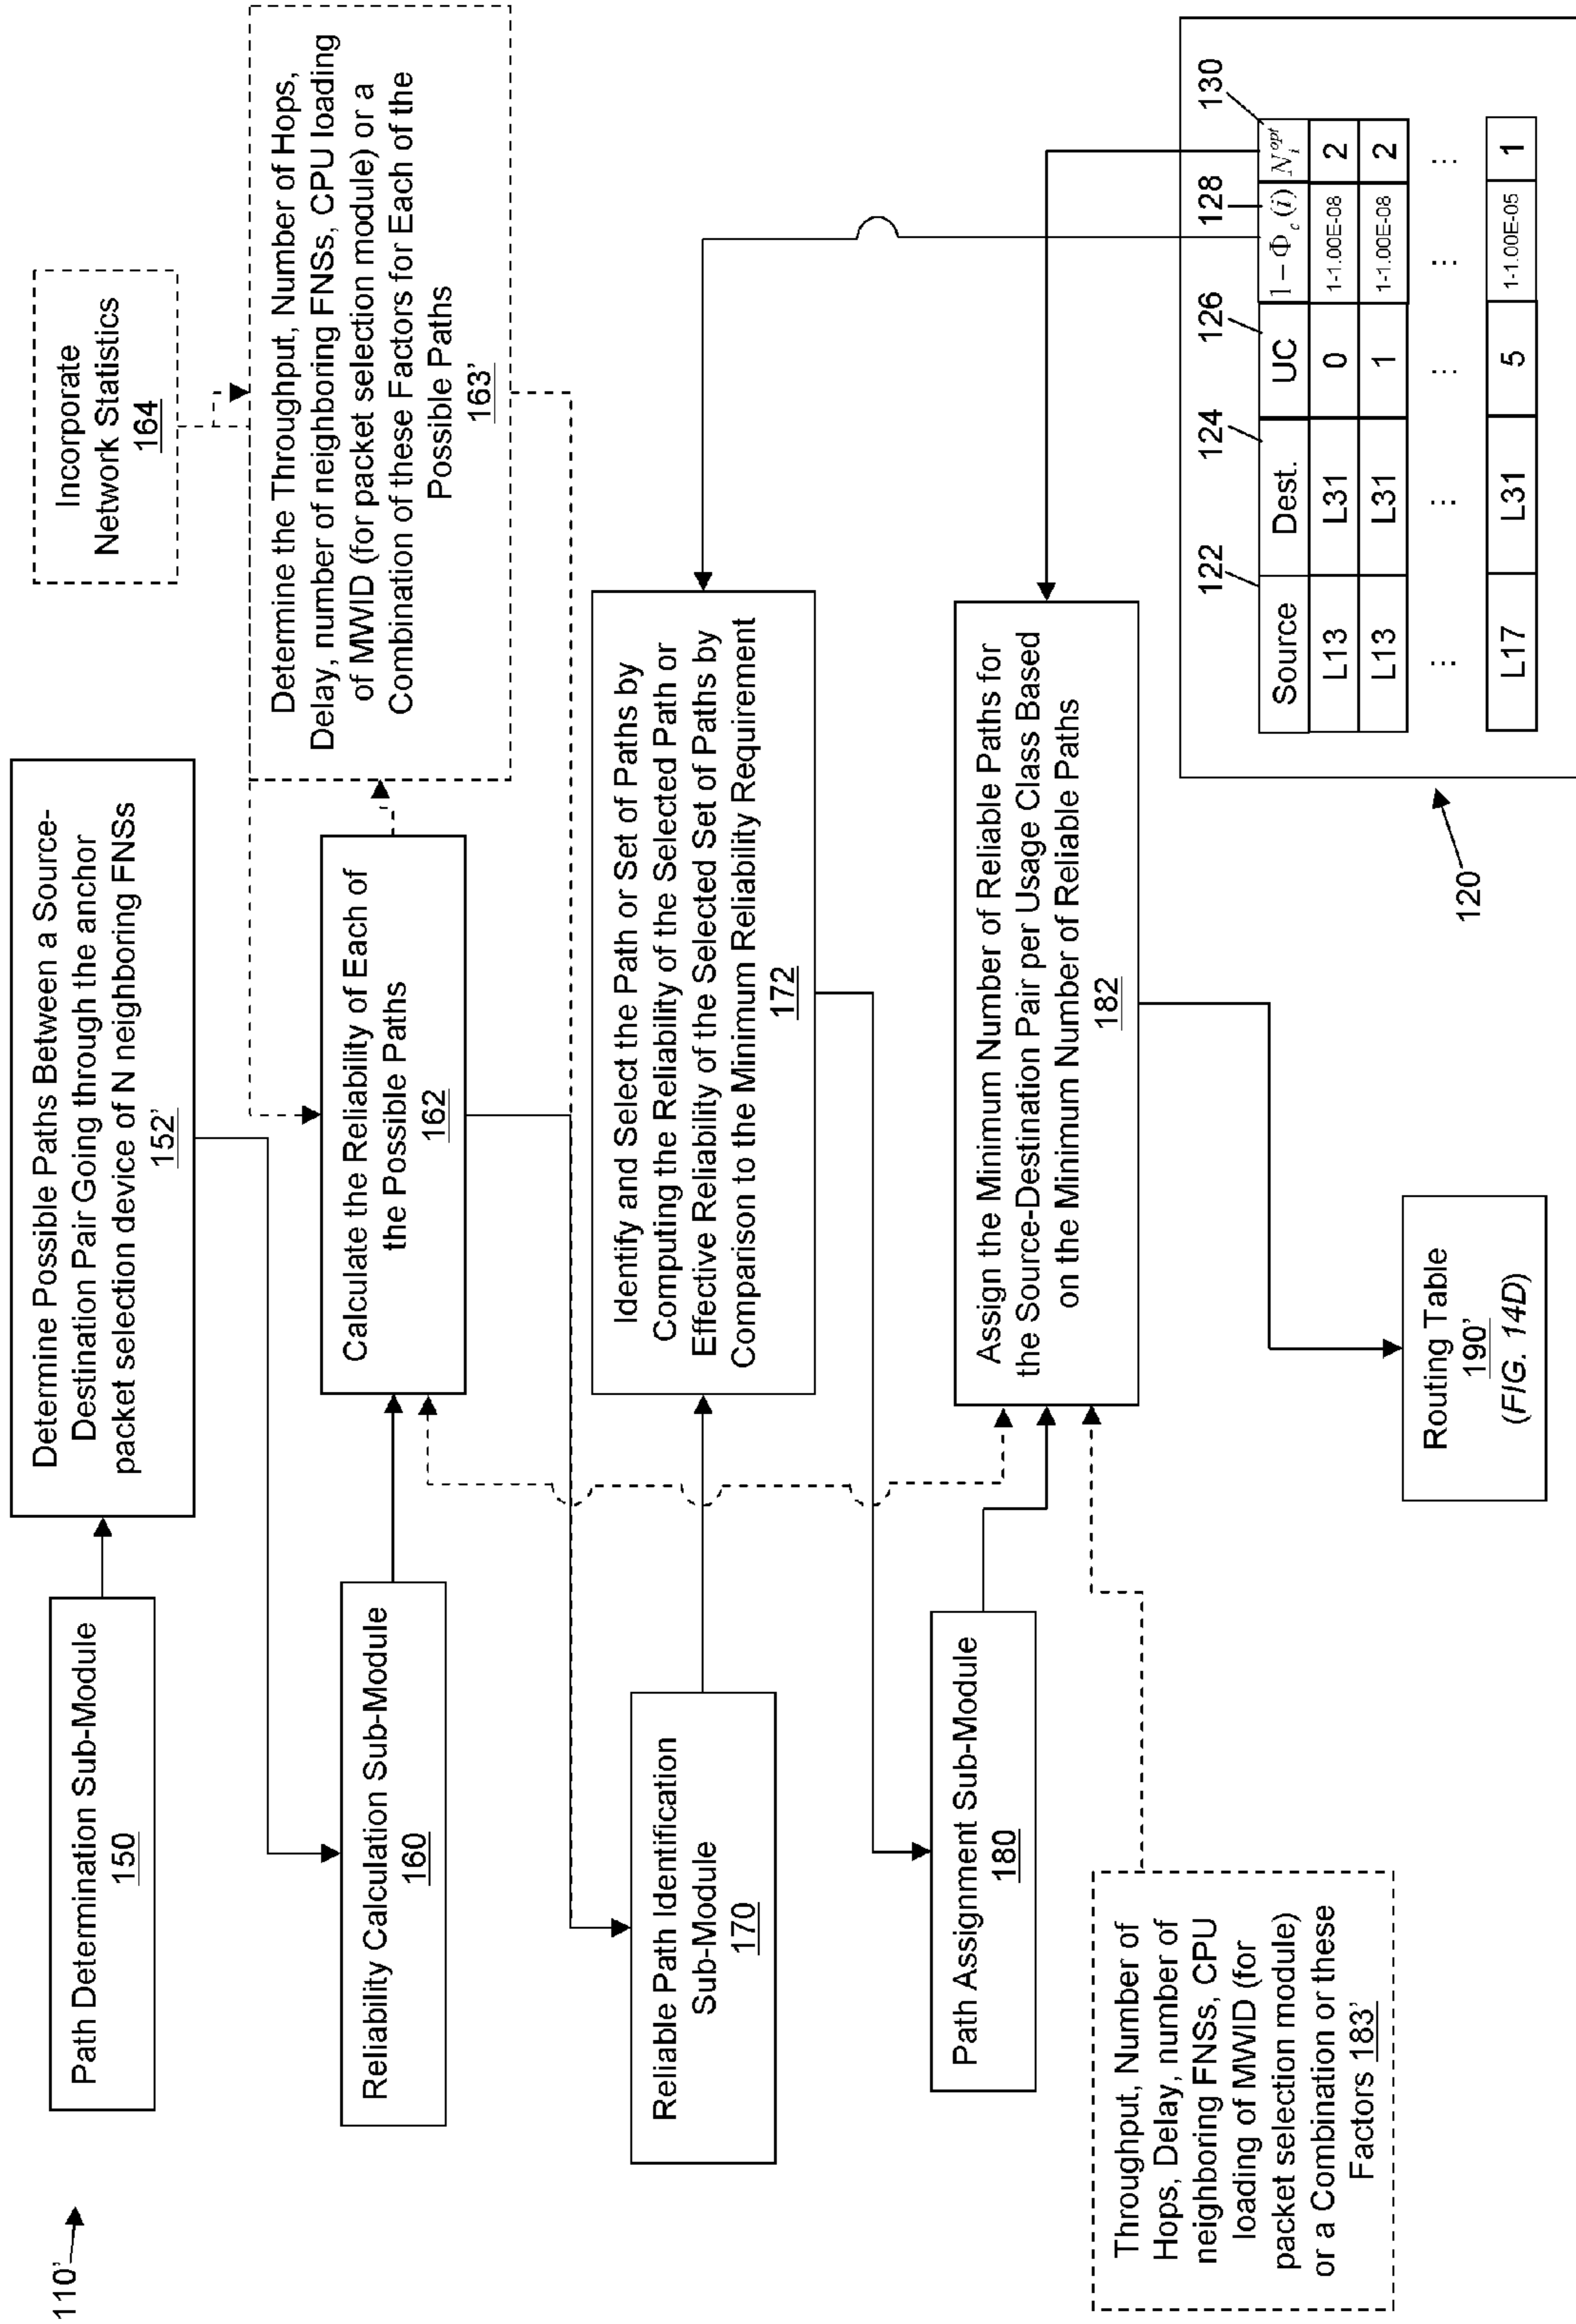 110'
Path Determination Sub-Module
150
Determine Possible Paths Between a Source-
Destination Pair Going through the anchor
packet selection device of N neighboring FNSs
152'
Incorporate
Network Statistics
164
Reliability Calculation Sub-Module
160
Calculate the Reliability of Each of
the Possible Paths
162
Determine the Throughput, Number of Hops,
Delay, number of neighboring FNSs, CPU loading
of MWID (for packet selection module) or a
Combination of these Factors for Each of the
Possible Paths
163'
Reliable Path Identification
Sub-Module
170
Identify and Select the Path or Set of Paths by
Computing the Reliability of the Selected Path or
Effective Reliability of the Selected Set of Paths by
Comparison to the Minimum Reliability Requirement
172
Path Assignment Sub-Module
180
Assign the Minimum Number of Reliable Paths for
the Source-Destination Pair per Usage Class Based
on the Minimum Number of Reliable Paths
182
Throughput, Number of
Hops, Delay, number of
neighboring FNSs, CPU
loading of MWID (for
packet selection module)
or a Combination or these
Factors 183'
Routing Table
190'
(FIG. 14D)
120
122 124 126 128 130
Source Dest. UC 1−Φc(i) Ni^opt
L13 L31 0 1-1.00E-08 2
L13 L31 1 1-1.00E-08 2
... ... ... ... ...
L17 L31 5 1-1.00E-05 1